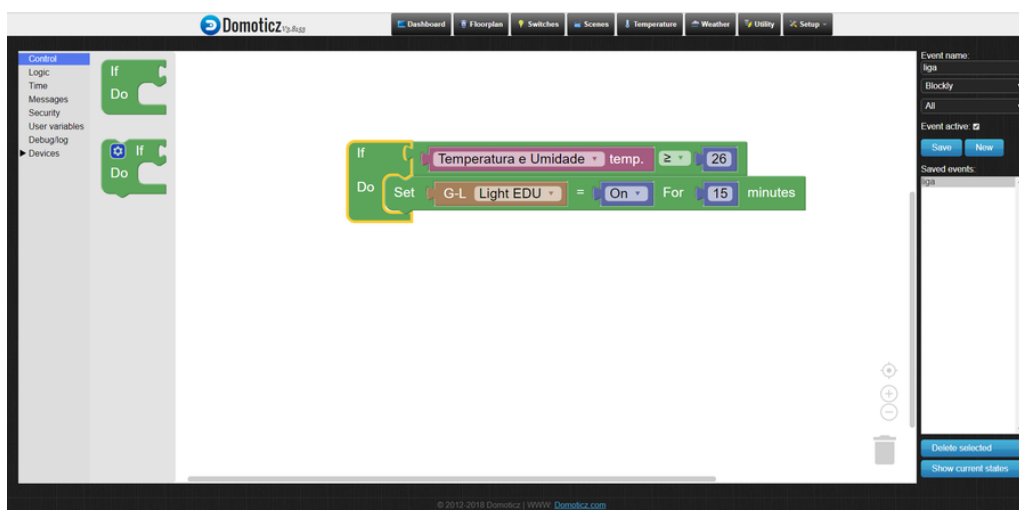 Domoticz V3.8153
Dashboard Floorplan Switches Scenes Temperature Weather Utility Setup
Control
Logic
Time
Messages
Security
User variables
Debug/log
Devices
If
Do
If
Do
If Temperatura e Umidade temp. ≥ 26
Do Set G-L Light EDU = On For 15 minutes
Event name:
liga
Blockly
All
Event active:
Save New
Saved events:
liga
Delete selected
Show current states
© 2012-2018 Domoticz | WWW: Domoticz.com